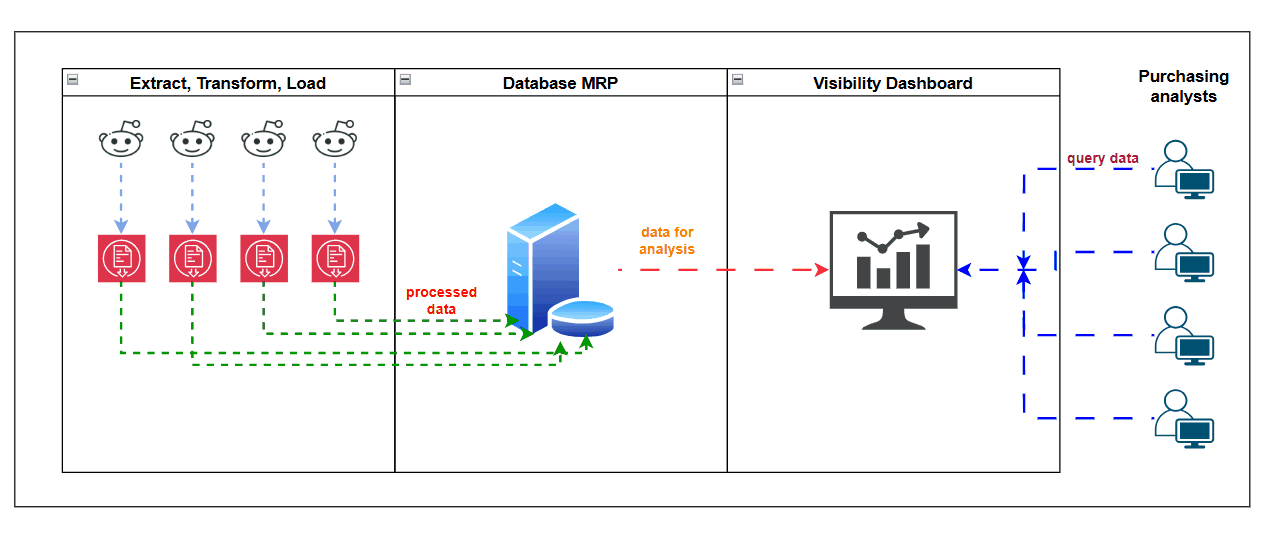 Extract, Transform, Load
Database MRP
Visibility Dashboard
Purchasing
analysts
query data
data for
analysis
processed
data